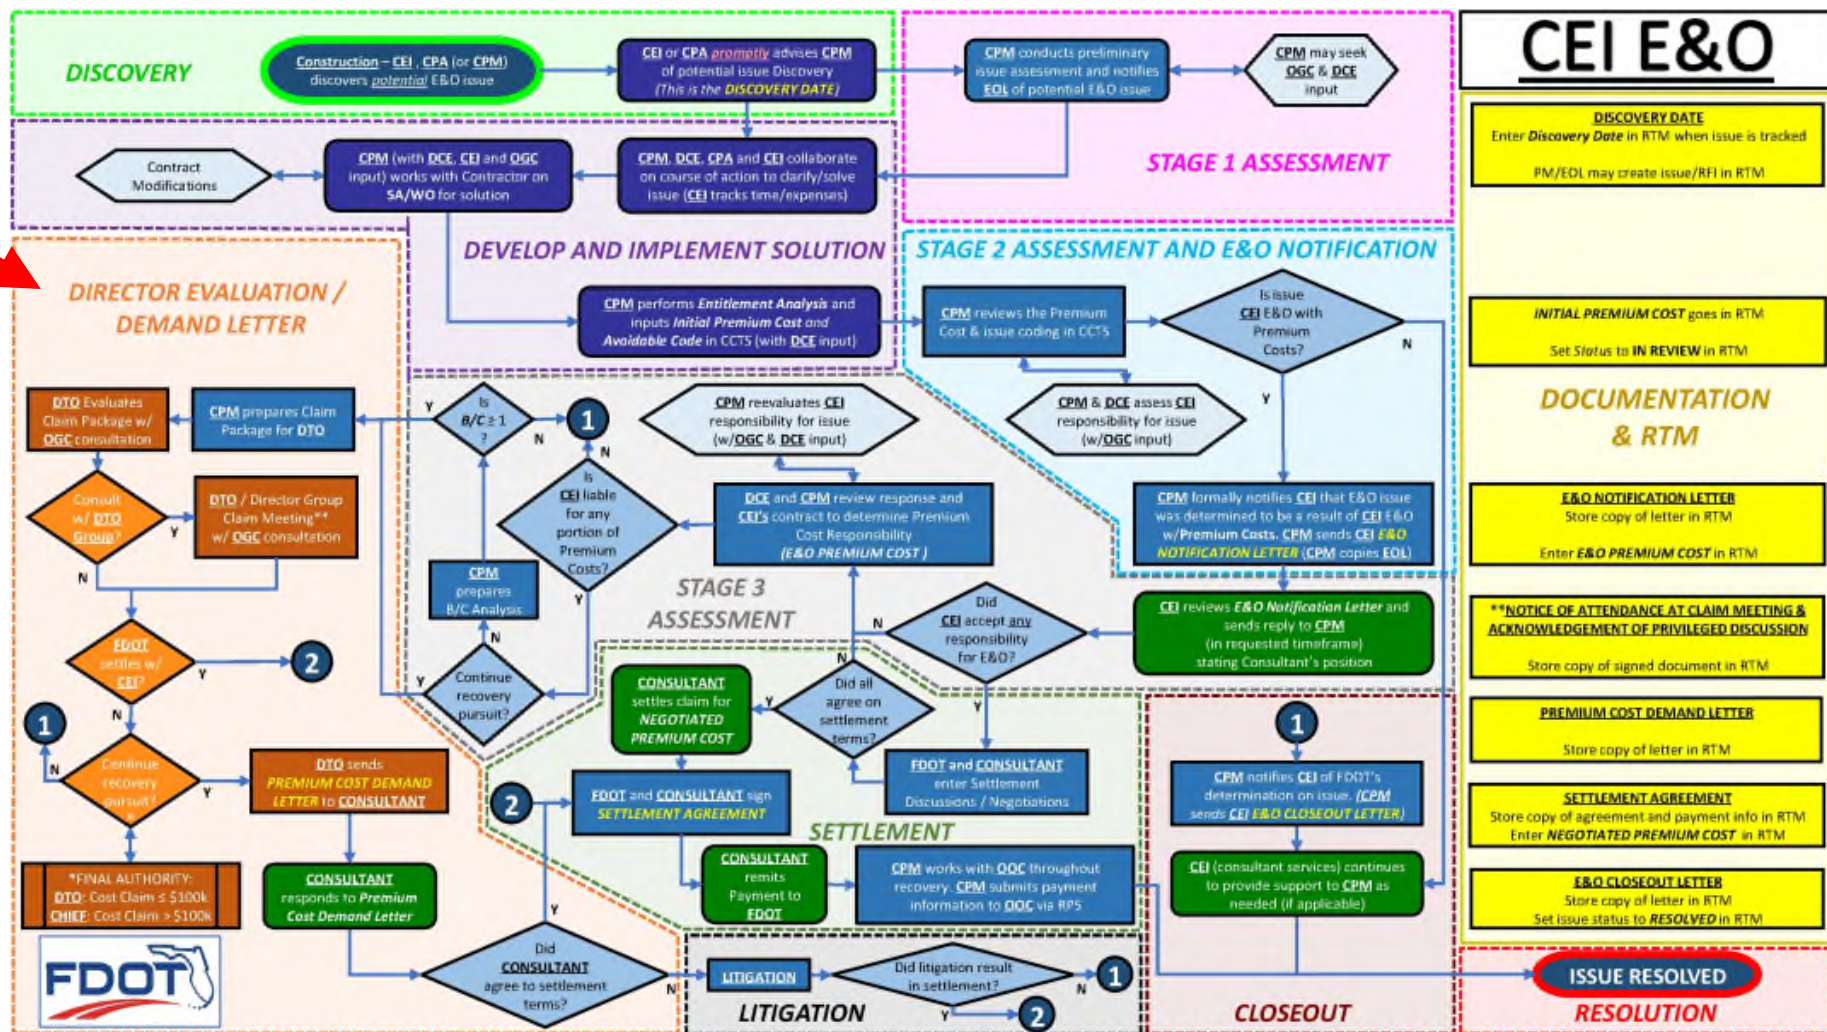 CEI E&O
DISCOVERY
Construction – CEI , CPA (or CPM)
discovers potential E&O issue
CEI or CPA promptly advises CPM
of potential issue Discovery
(This is the DISCOVERY DATE)
CPM conducts preliminary
issue assessment and notifies
EOL of potential E&O issue
CPM may seek
OGC & DCE
input
STAGE 1 ASSESSMENT
Contract
Modifications
CPM (with DCE, CEI and OGC
input) works with Contractor on
SA/WO for solution
CPM, DCE, CPA and CEI collaborate
on course of action to clarify/solve
issue (CEI tracks time/expenses)
DEVELOP AND IMPLEMENT SOLUTION
CPM performs Entitlement Analysis and
inputs Initial Premium Cost and
Avoidable Code in CCTS (with DCE input)
STAGE 2 ASSESSMENT AND E&O NOTIFICATION
CPM reviews the Premium
Cost & issue coding in CCTS
Is issue
CEI E&O with
Premium
Costs?
N
Y
CPM & DCE assess CEI
responsibility for issue
(w/OGC input)
CPM formally notifies CEI that E&O issue
was determined to be a result of CEI E&O
w/Premium Costs. CPM sends CEI E&O
NOTIFICATION LETTER (CPM copies EOL)
DIRECTOR EVALUATION /
DEMAND LETTER
DTO Evaluates
Claim Package w/
OGC consultation
CPM prepares Claim
Package for DTO
Consult
w/ DTO
Group?
Y
N
DTO / Director Group
Claim Meeting**
w/ OGC consultation
FDOT
settles w/
CEI?
Y
2
N
1
N
Continue
recovery
pursuit?
*
Y
DTO sends
PREMIUM COST DEMAND
LETTER to CONSULTANT
*FINAL AUTHORITY:
DTO: Cost Claim ≤ $100k
CHIEF: Cost Claim > $100k
CONSULTANT
responds to Premium
Cost Demand Letter
FDOT
Did
CONSULTANT
agree to settlement
terms?
Y
N
Is
B/C ≥ 1
?
Y
N
1
N
Is
CEI liable
for any
portion of
Premium
Costs?
Y
CPM reevaluates CEI
responsibility for issue
(w/OGC & DCE input)
DCE and CPM review response and
CEI's contract to determine Premium
Cost Responsibility
(E&O PREMIUM COST )
CPM
prepares
B/C Analysis
N
Y
Continue
recovery
pursuit?
STAGE 3
ASSESSMENT
Did
CEI accept any
responsibility
for E&O?
N
Y
CEI reviews E&O Notification Letter and
sends reply to CPM
(in requested timeframe)
stating Consultant's position
CONSULTANT
settles claim for
NEGOTIATED
PREMIUM COST
Y
N
Did all
agree on
settlement
terms?
FDOT and CONSULTANT
enter Settlement
Discussions / Negotiations
2
FDOT and CONSULTANT sign
SETTLEMENT AGREEMENT
SETTLEMENT
CONSULTANT
remits
Payment to
FDOT
CPM works with OOC throughout
recovery. CPM submits payment
information to OOC via RPS
LITIGATION
Did litigation result
in settlement?
N
1
Y
2
LITIGATION
1
CPM notifies CEI of FDOT's
determination on issue. (CPM
sends CEI E&O CLOSEOUT LETTER)
CEI (consultant services) continues
to provide support to CPM as
needed (if applicable)
CLOSEOUT
DISCOVERY DATE
Enter Discovery Date in RTM when issue is tracked
PM/EOL may create issue/RFI in RTM
INITIAL PREMIUM COST goes in RTM
Set Status to IN REVIEW in RTM
DOCUMENTATION
& RTM
E&O NOTIFICATION LETTER
Store copy of letter in RTM
Enter E&O PREMIUM COST in RTM
**NOTICE OF ATTENDANCE AT CLAIM MEETING &
ACKNOWLEDGEMENT OF PRIVILEGED DISCUSSION
Store copy of signed document in RTM
PREMIUM COST DEMAND LETTER
Store copy of letter in RTM
SETTLEMENT AGREEMENT
Store copy of agreement and payment info in RTM
Enter NEGOTIATED PREMIUM COST in RTM
E&O CLOSEOUT LETTER
Store copy of letter in RTM
Set issue status to RESOLVED in RTM
ISSUE RESOLVED
RESOLUTION